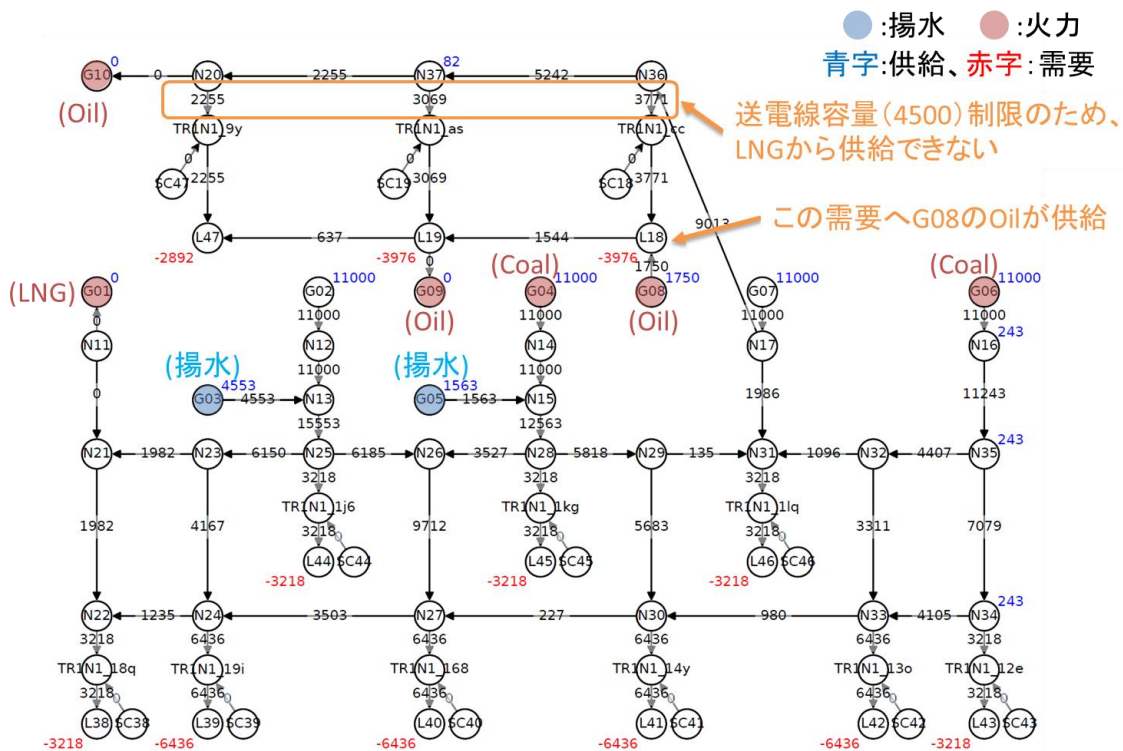 :揚水 :火力
青字:供給、赤字:需要
0 82
G10 0 N20 2255 N37 5242 N36
(Oil)
2255 3069 3771
送電線容量(4500)制限のため、
LNGから供給できない
TR1N1_9y TR1N1_as TR1N1_cc
0 0 0
SC47 2255 SC19 3069 SC18 3771
この需要へG08のOilが供給
9013
L47 637 L19 1544 L18
-2892 -3976 -3976
0 1750
(Coal) (Coal)
0 11000 0 11000 1750 11000 11000
(LNG) G01 G02 G09 G04 G08 G07 G06
(Oil) (Oil)
0 11000 11000 11000 11000
N11 N12 N14 N17 N16 243
(揚水) (揚水)
11000 11000
4553 1563
0 G03 4553 N13 G05 1563 N15 1986 11243
15553 12563
243
N21 1982 N23 6150 N25 6185 N26 3527 N28 5818 N29 135 N31 1096 N32 4407 N35
3218 3218 3218
TR1N1_1j6 TR1N1_1kg TR1N1_1lq
1982 4167 3218 0 9712 3218 0 5683 3218 0 3311 7079
L44 SC44 L45 SC45 L46 SC46
-3218 -3218 -3218
243
N22 1235 N24 3503 N27 227 N30 980 N33 4105 N34
3218 6436 6436 6436 6436 3218
TR1N1_18q TR1N1_19i TR1N1_168 TR1N1_14y TR1N1_13o TR1N1_12e
3218 0 6436 0 6436 0 6436 0 6436 0 3218 0
L38 SC38 L39 SC39 L40 SC40 L41 SC41 L42 SC42 L43 SC43
-3218 -6436 -6436 -6436 -6436 -3218